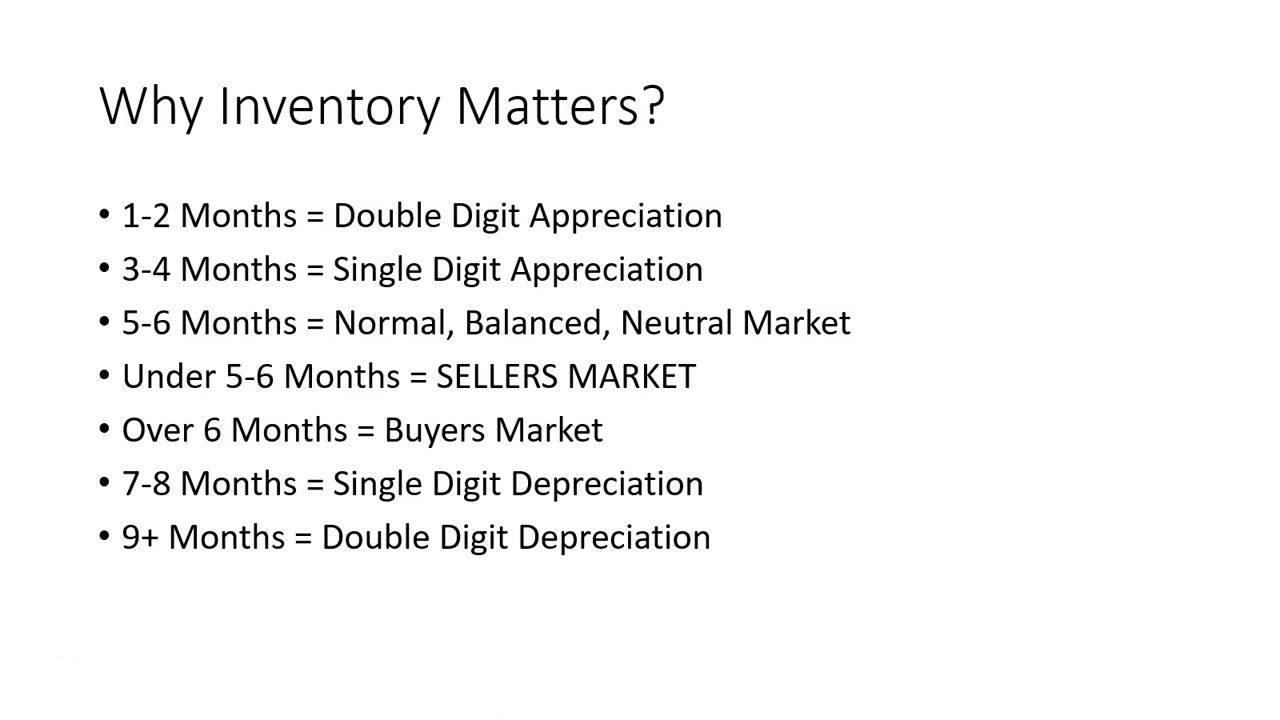 Why Inventory Matters?
• 1-2 Months = Double Digit Appreciation
• 3-4 Months = Single Digit Appreciation
• 5-6 Months = Normal, Balanced, Neutral Market
• Under 5-6 Months = SELLERS MARKET
• Over 6 Months = Buyers Market
• 7-8 Months = Single Digit Depreciation
• 9+ Months = Double Digit Depreciation